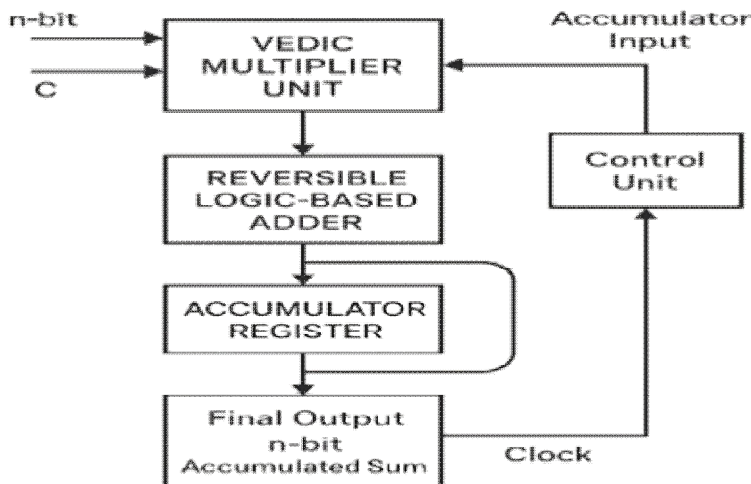 n-bit
C
VEDIC
MULTIPLIER
UNIT
Accumulator
Input
Control
Unit
REVERSIBLE
LOGIC-BASED
ADDER
ACCUMULATOR
REGISTER
Final Output
n-bit
Accumulated Sum
Clock